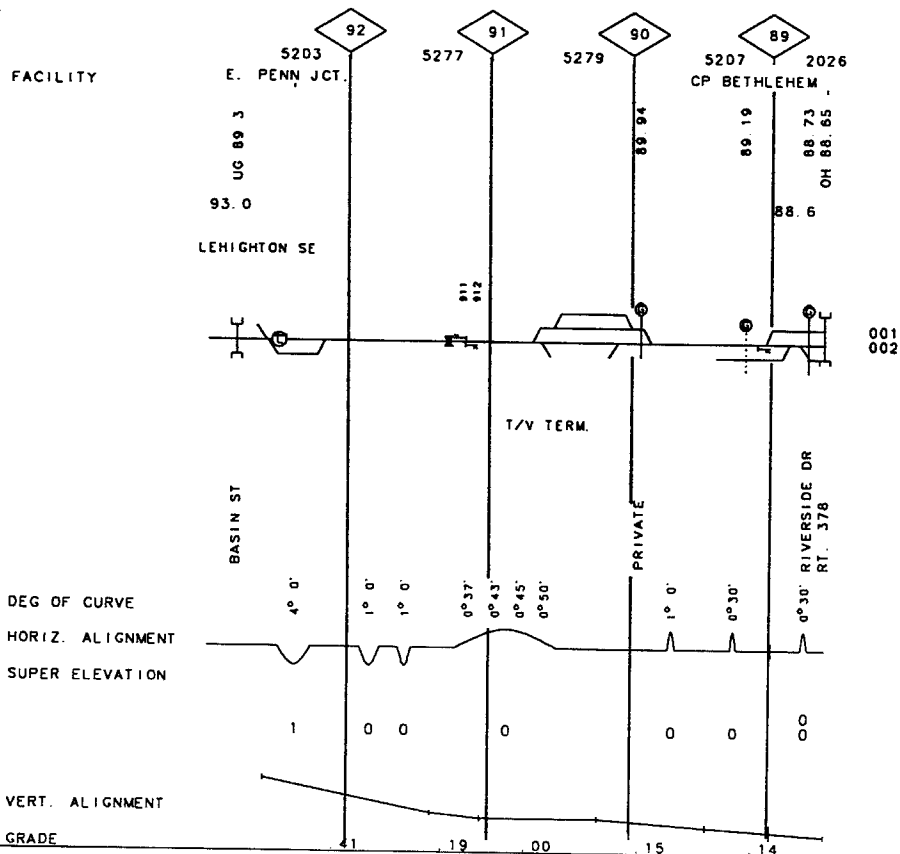 92
91
90
89
5203
5277
5279
5207
2026
FACILITY
E. PENN JCT.
CP BETHLEHEM
UG 89.3
89.94
89.19
88.73
OH 88.65
93.0
88.6
LEHIGHTON SE
911
912
001
002
T/V TERM.
BASIN ST
PRIVATE
RIVERSIDE DR
RT. 378
DEG OF CURVE
4° 0'
1° 0'
1° 0'
0° 37'
0° 43'
0° 45'
0° 50'
1° 0'
0° 30'
0° 30'
HORIZ. ALIGNMENT
SUPER ELEVATION
1
0
0
0
0
0
0
0
VERT. ALIGNMENT
GRADE
.41
.19
.00
.15
.14